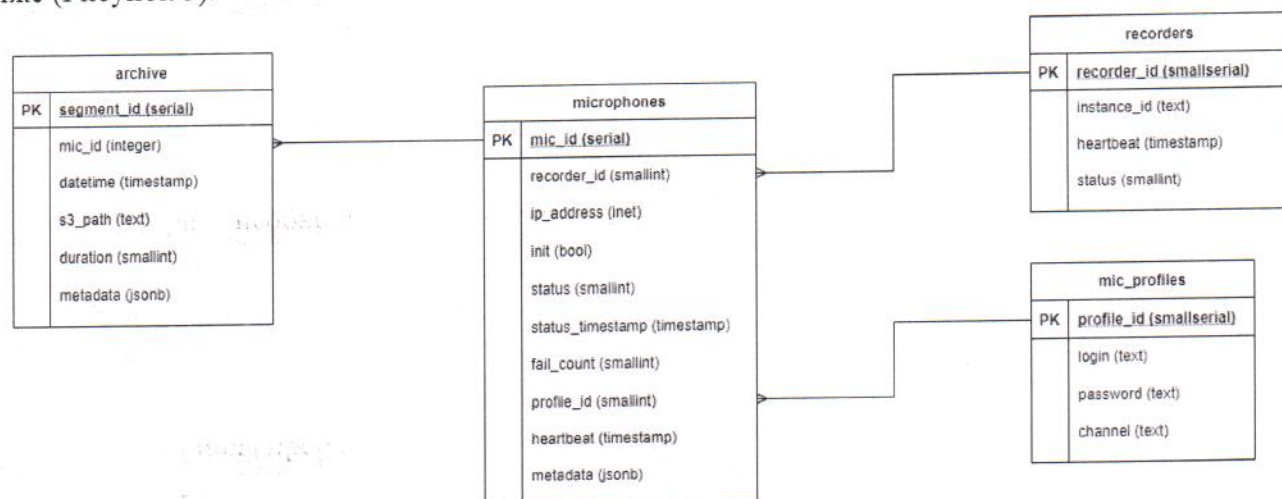 recorders
PK recorder_id (smallserial)
instance_id (text)
heartbeat (timestamp)
status (smallint)
archive
PK segment_id (serial)
mic_id (integer)
datetime (timestamp)
s3_path (text)
duration (smallint)
metadata (jsonb)
microphones
PK mic_id (serial)
recorder_id (smallint)
ip_address (inet)
init (bool)
status (smallint)
status_timestamp (timestamp)
fail_count (smallint)
profile_id (smallint)
heartbeat (timestamp)
metadata (jsonb)
mic_profiles
PK profile_id (smallserial)
login (text)
password (text)
channel (text)